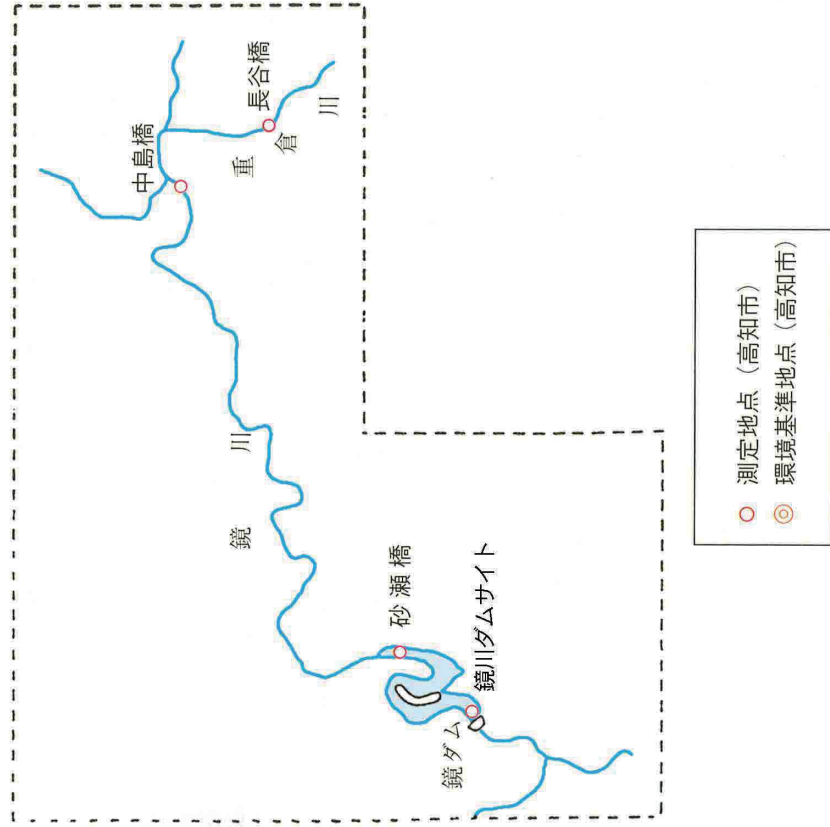 中島橋
長谷橋
重倉川
鏡川
砂瀬橋
鏡川ダムサイト
鏡ダム
測定地点（高知市）
環境基準地点（高知市）